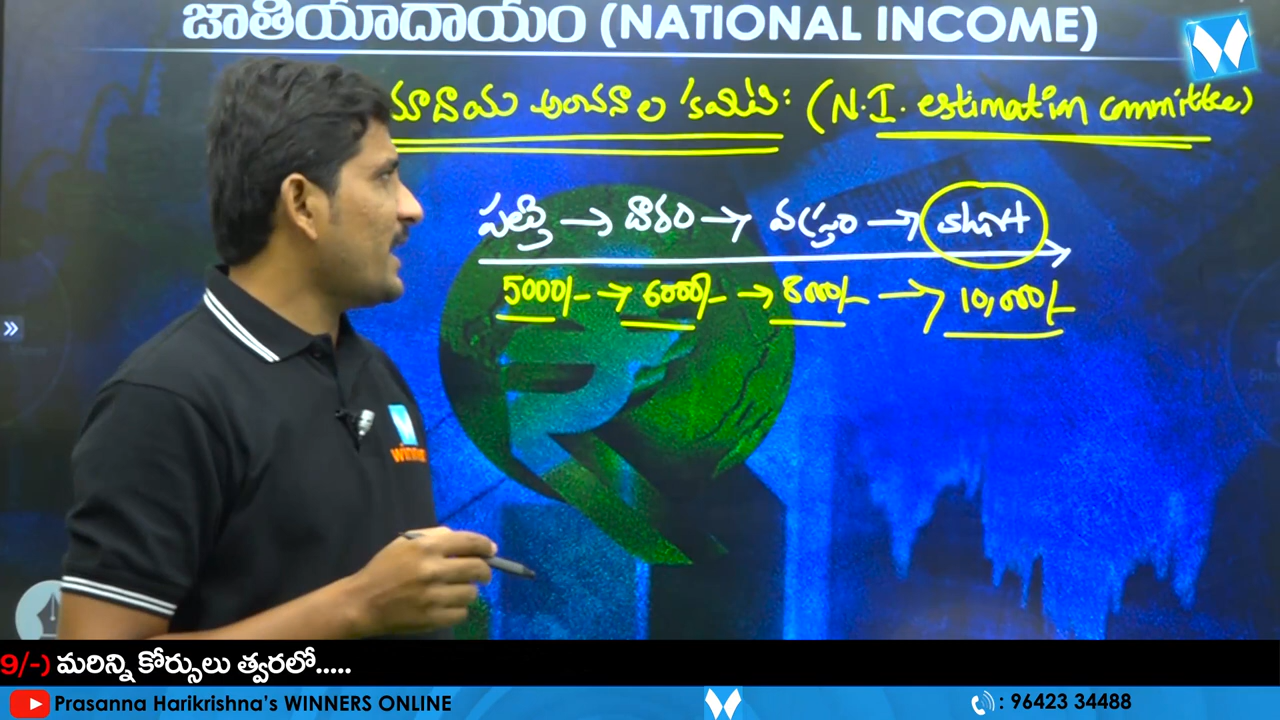 జాతీయాదాయం (NATIONAL INCOME)
మాదాయ అంచనాల కమిటీ: (N.I. estimation committee)
పత్తి → దారం → వస్త్రం → shirt
5000/- → 6000/- → 8000/- → 10,000/-
winner
9/-) మరిన్ని కోర్సులు త్వరలో.....
Prasanna Harikrishna's WINNERS ONLINE
: 96423 34488